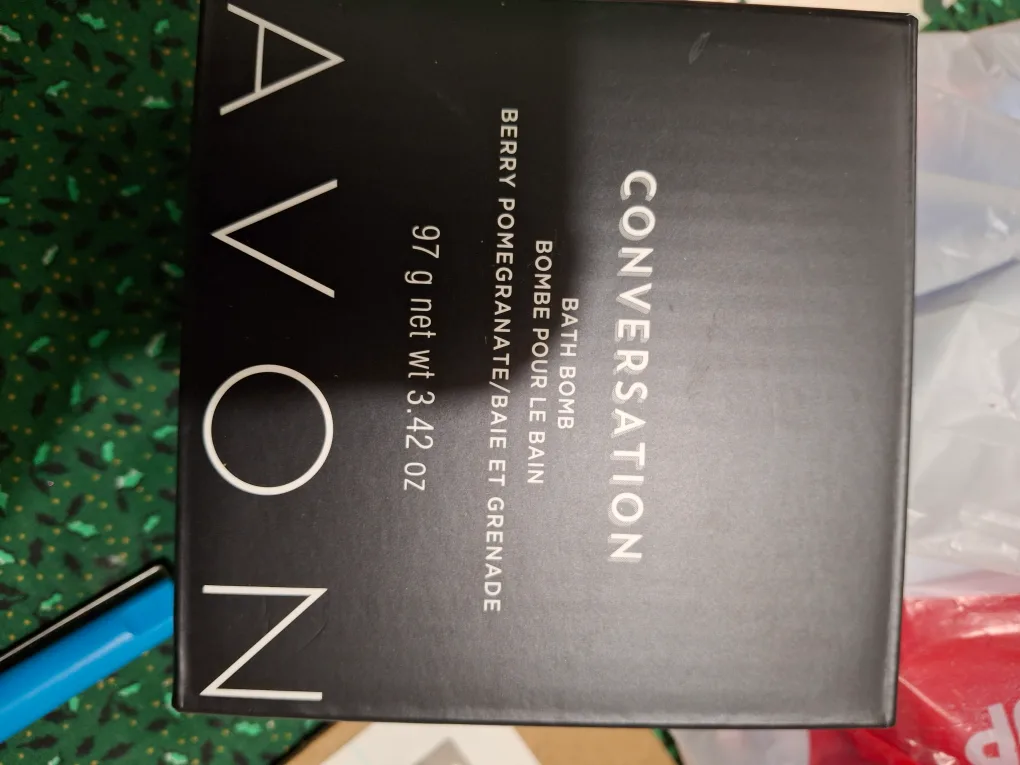 CONVERSATION
BATH BOMB
BOMBE POUR LE BAIN
BERRY POMEGRANATE/BAIE ET GRENADE
97 g net wt 3.42 oz
AVON
UP